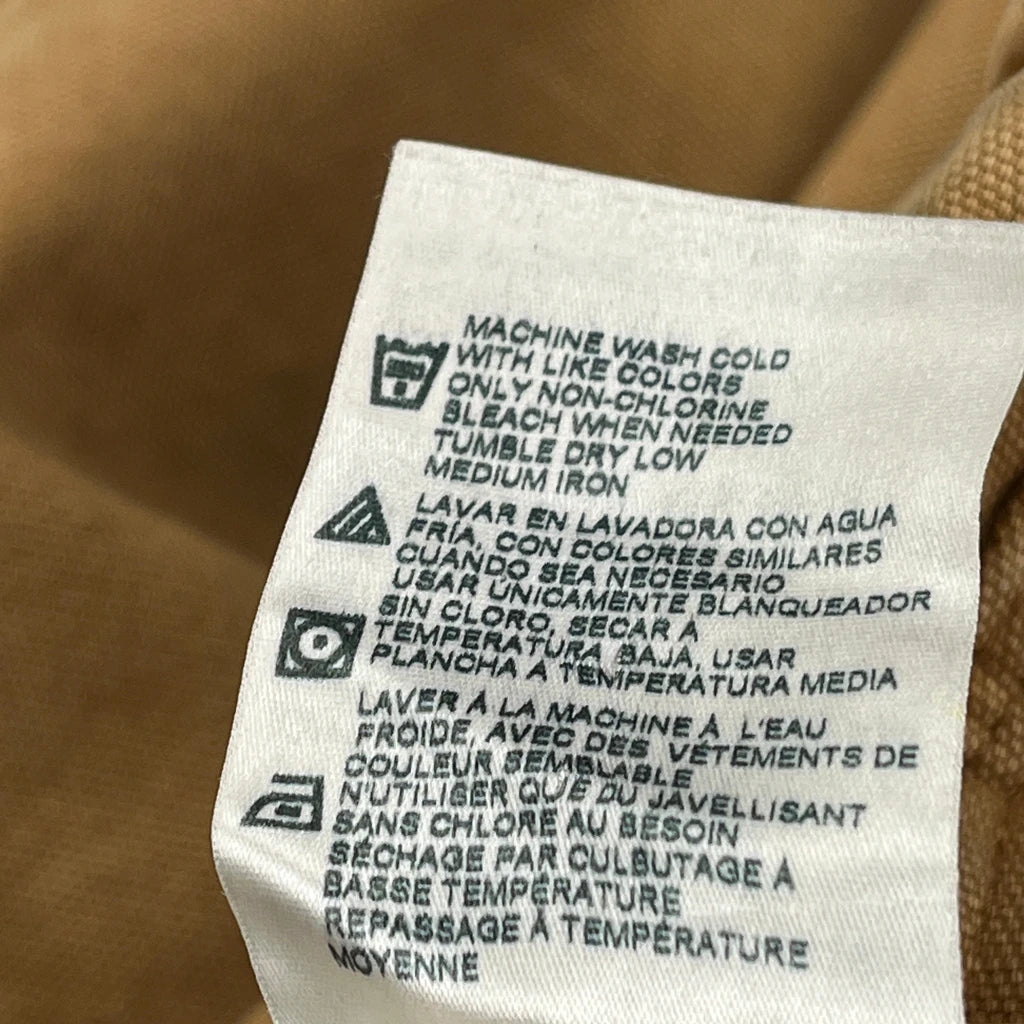 MACHINE WASH COLD
WITH LIKE COLORS
ONLY NON-CHLORINE
BLEACH WHEN NEEDED
TUMBLE DRY LOW
MEDIUM IRON
LAVAR EN LAVADORA CON AGUA
FRÍA, CON COLORES SIMILARES
CUANDO SEA NECESARIO
USAR ÚNICAMENTE BLANQUEADOR
SIN CLORO, SECAR A
TEMPERATURA BAJA, USAR
PLANCHA A TEMPERATURA MEDIA
LAVER À LA MACHINE À L'EAU
FROIDE, AVEC DES VÊTEMENTS DE
COULEUR SEMBLABLE
N'UTILISER QUE DU JAVELLISANT
SANS CHLORE AU BESOIN
SÉCHAGE PAR CULBUTAGE À
BASSE TEMPÉRATURE
REPASSAGE À TEMPÉRATURE
MOYENNE